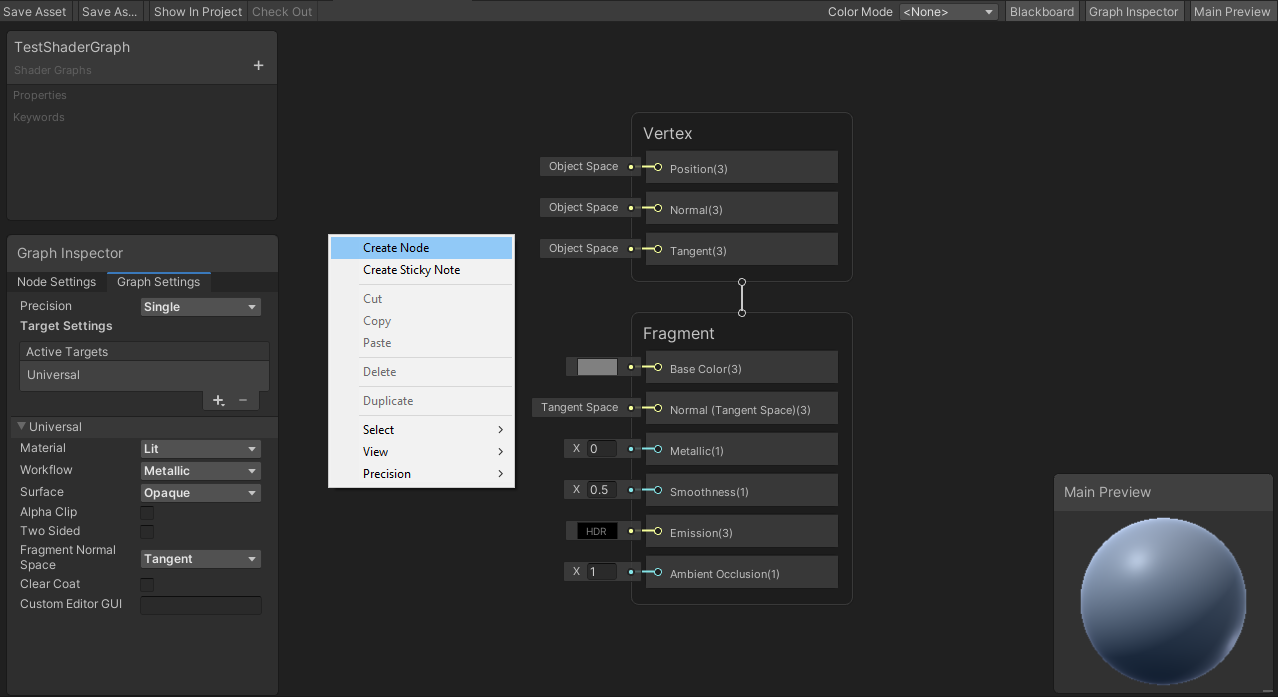 Save Asset Save As... Show In Project Check Out Color Mode <None> Blackboard Graph Inspector Main Preview
TestShaderGraph
Shader Graphs
+
Properties
Keywords
Graph Inspector
Node Settings Graph Settings
Precision Single
Target Settings
Active Targets
Universal
Universal
Material Lit
Workflow Metallic
Surface Opaque
Alpha Clip
Two Sided
Fragment Normal
Space Tangent
Clear Coat
Custom Editor GUI
Create Node
Create Sticky Note
Cut
Copy
Paste
Delete
Duplicate
Select
View
Precision
Vertex
Object Space Position(3)
Object Space Normal(3)
Object Space Tangent(3)
Fragment
Base Color(3)
Tangent Space Normal (Tangent Space)(3)
X 0 Metallic(1)
X 0.5 Smoothness(1)
HDR Emission(3)
X 1 Ambient Occlusion(1)
Main Preview